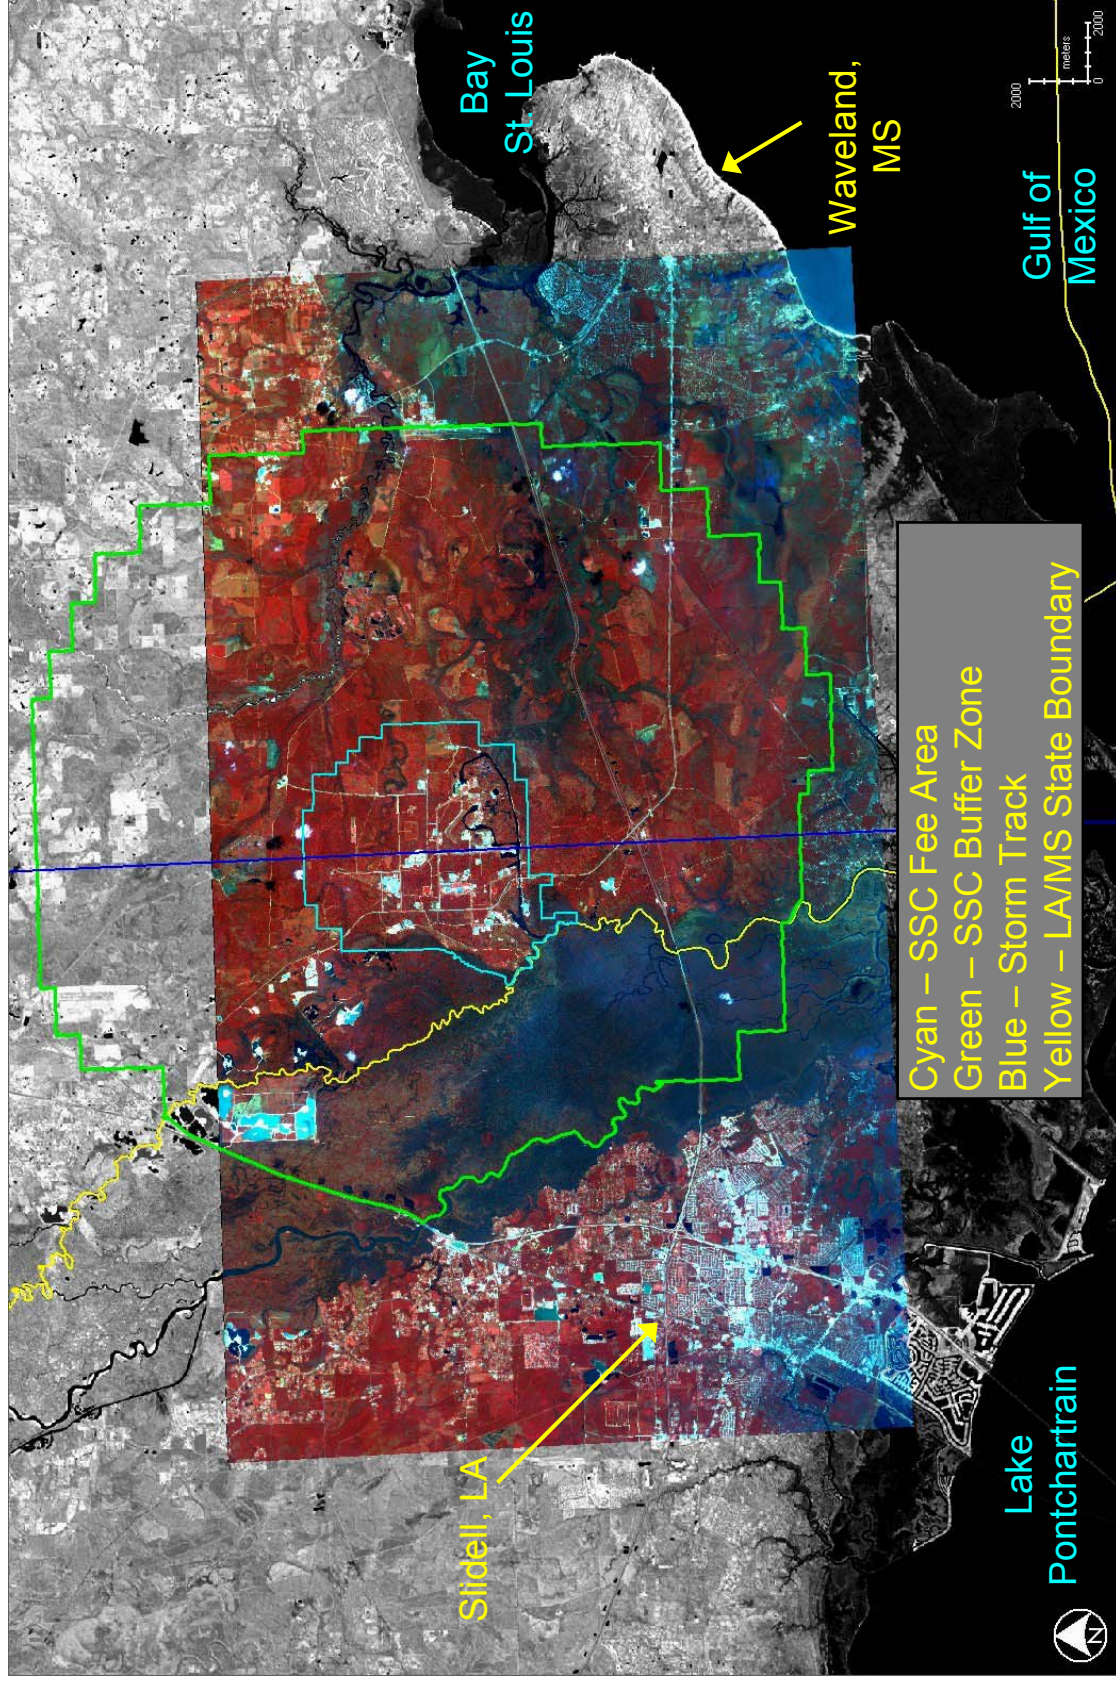 Bay
St. Louis
Waveland,
MS
Gulf of
Mexico
2000
meters
0
2000
Cyan – SSC Fee Area
Green – SSC Buffer Zone
Blue – Storm Track
Yellow – LA/MS State Boundary
Slidell, LA
Lake
Pontchartrain
N